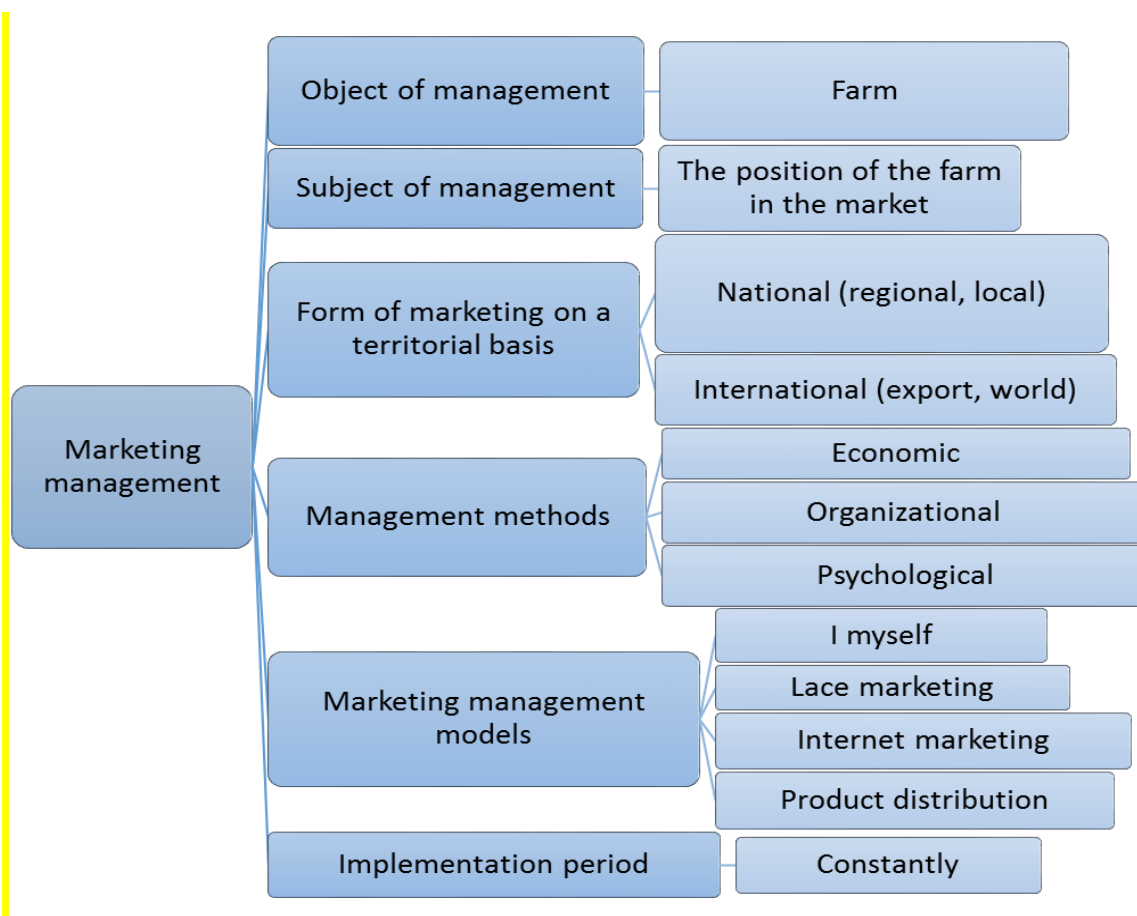 Marketing
management
Object of management
Farm
Subject of management
The position of the farm
in the market
Form of marketing on a
territorial basis
National (regional, local)
International (export, world)
Management methods
Economic
Organizational
Psychological
Marketing management
models
I myself
Lace marketing
Internet marketing
Product distribution
Implementation period
Constantly